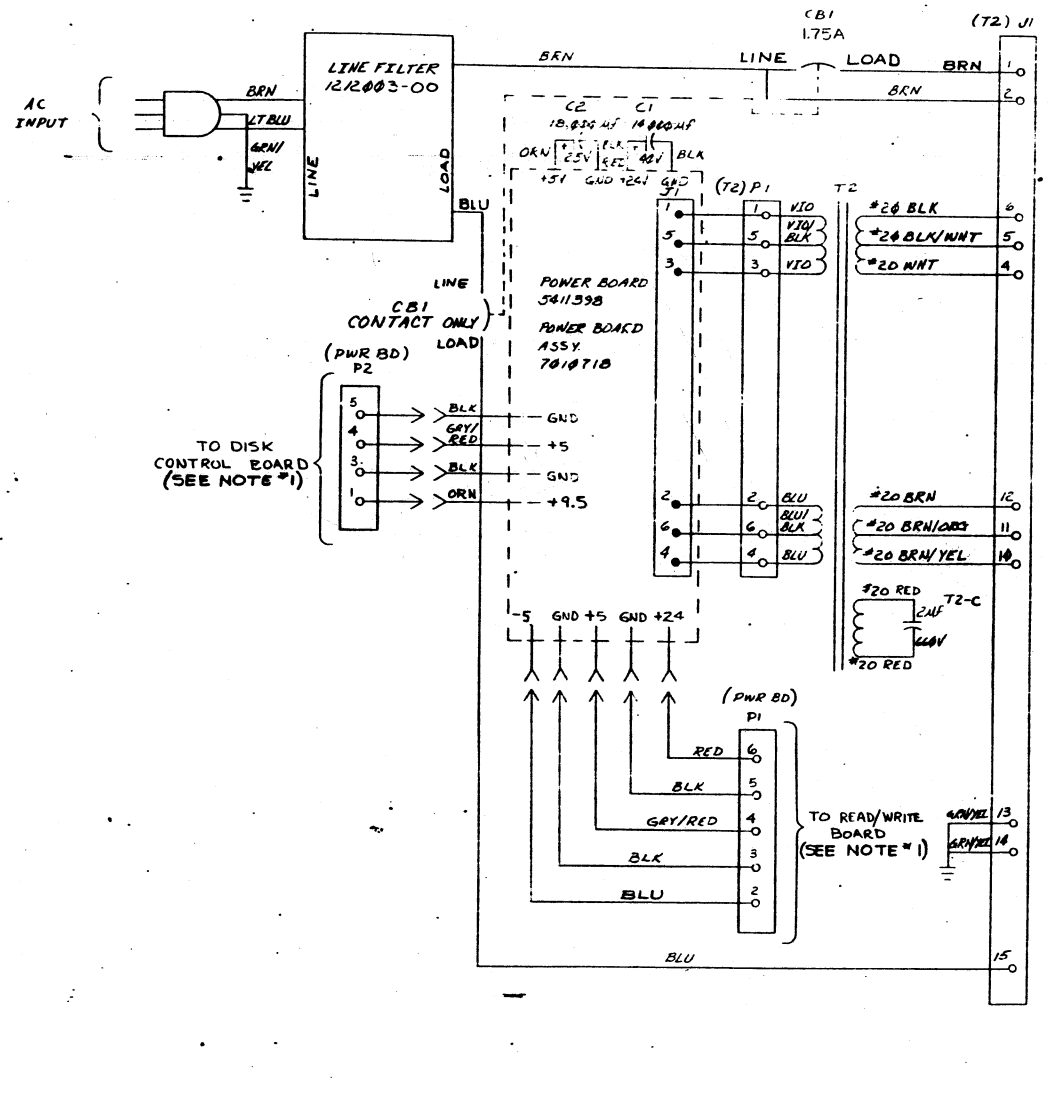 CB1
1.75A
(T2) J1
BRN
LINE
LOAD
BRN
1
BRN
2
LINE FILTER
1212003-00
LINE
LOAD
AC
INPUT
BRN
LT BLU
GRN/
YEL
BLU
C2
C1
ORN
+
25V
BLK
RED
+
BLK
+5V
GND
+24V
GND
J1
(T2) P1
T2
1
1
VIO
#20 BLK
6
5
5
VIO/
BLK
#20 BLK/WHT
5
3
3
VIO
#20 WHT
4
LINE
CB1
CONTACT ONLY
LOAD
POWER BOARD
5411398
POWER BOARD
ASSY.
7010718
(PWR BD)
P2
TO DISK
CONTROL BOARD
(SEE NOTE #1)
5
BLK
GND
4
GRY/
RED
+5
3
BLK
GND
1
ORN
+9.5
2
2
BLU
#20 BRN
12
6
6
BLU/
BLK
#20 BRN/ORG
11
4
4
BLU
#20 BRN/YEL
10
#20 RED
2µF
T2-C
#20 RED
-5
GND
+5
GND
+24
(PWR BD)
P1
RED
6
BLK
5
GRY/RED
4
BLK
3
BLU
2
TO READ/WRITE
BOARD
(SEE NOTE #1)
GRN/YEL
13
GRN/YEL
14
BLU
15